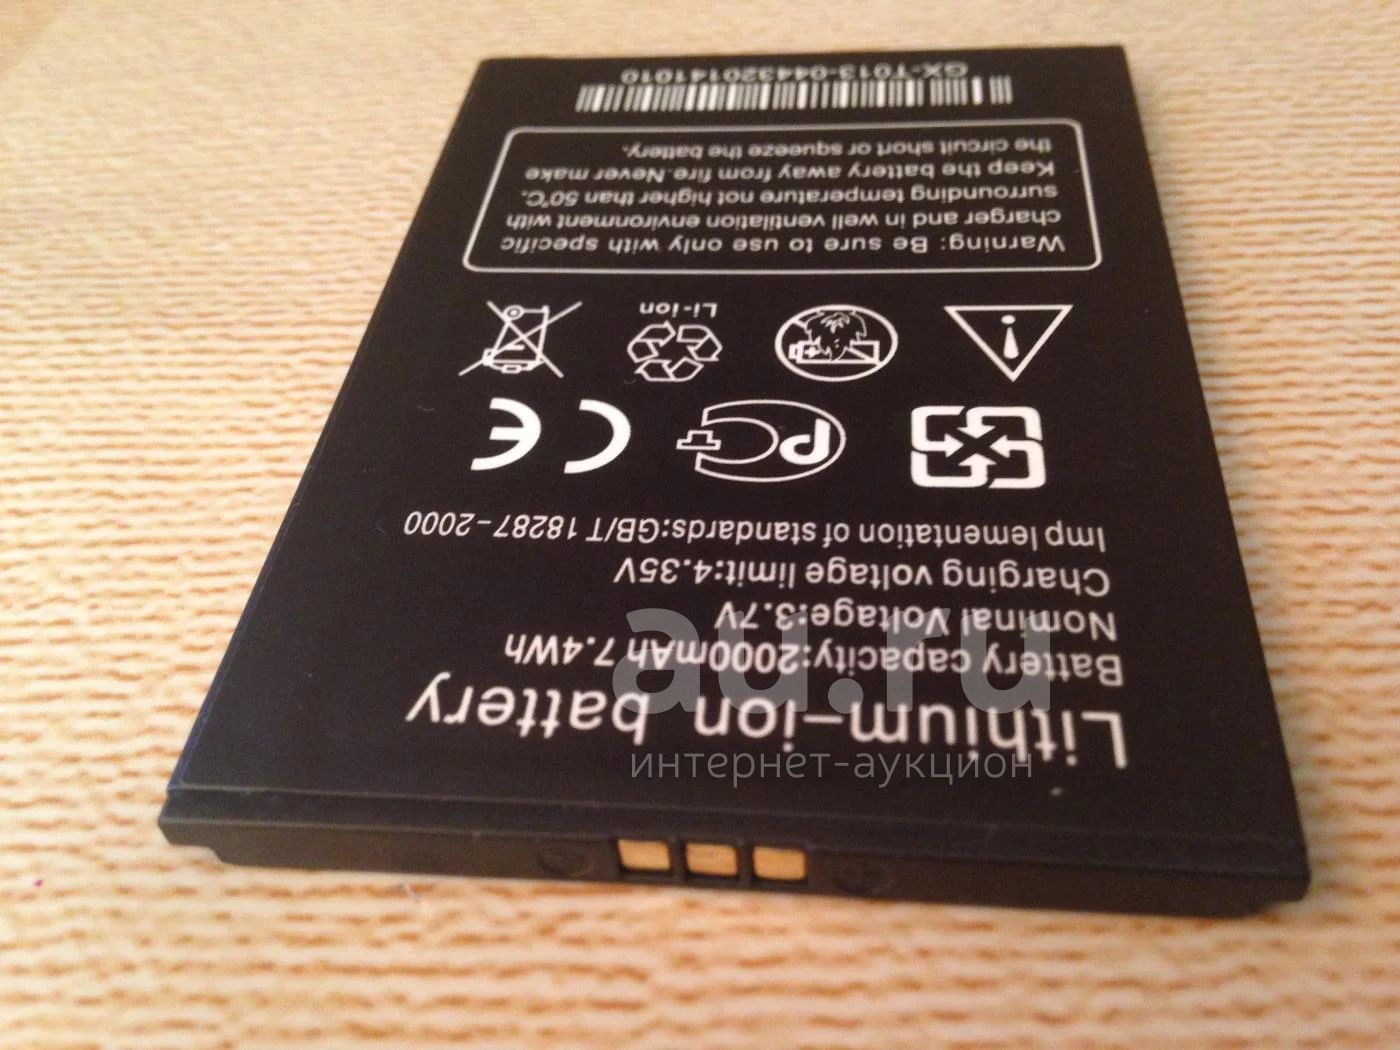 Lithium-ion battery
Battery capacity:2000mAh 7.4Wh
Nominal Voltage:3.7V
Charging voltage limit:4.35V
Imp lementation of standards:GB/T 18287-2000
PC
CE
Li-ion
Warning: Be sure to use only with specific
charger and in well ventilation environment with
surrounding temperature not higher than 50°C.
Keep the battery away from fire.Never make
the circuit short or squeeze the battery.
GX-T013-044320141010
au.ru
интернет-аукцион